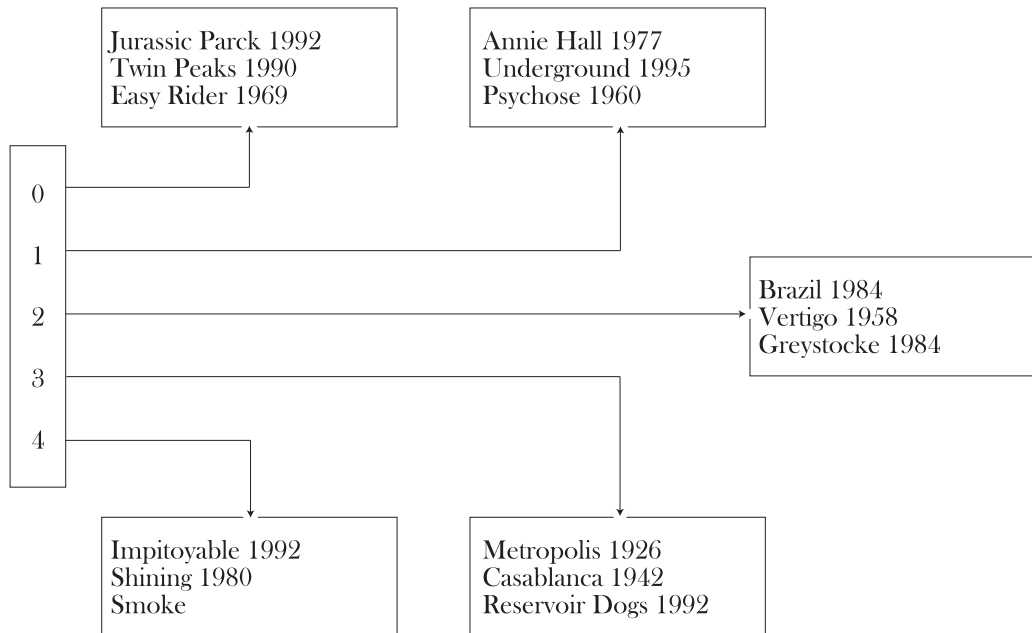 Jurassic Parck 1992
Twin Peaks 1990
Easy Rider 1969
Annie Hall 1977
Underground 1995
Psychose 1960
0
1
2
3
4
Brazil 1984
Vertigo 1958
Greystocke 1984
Impitoyable 1992
Shining 1980
Smoke
Metropolis 1926
Casablanca 1942
Reservoir Dogs 1992